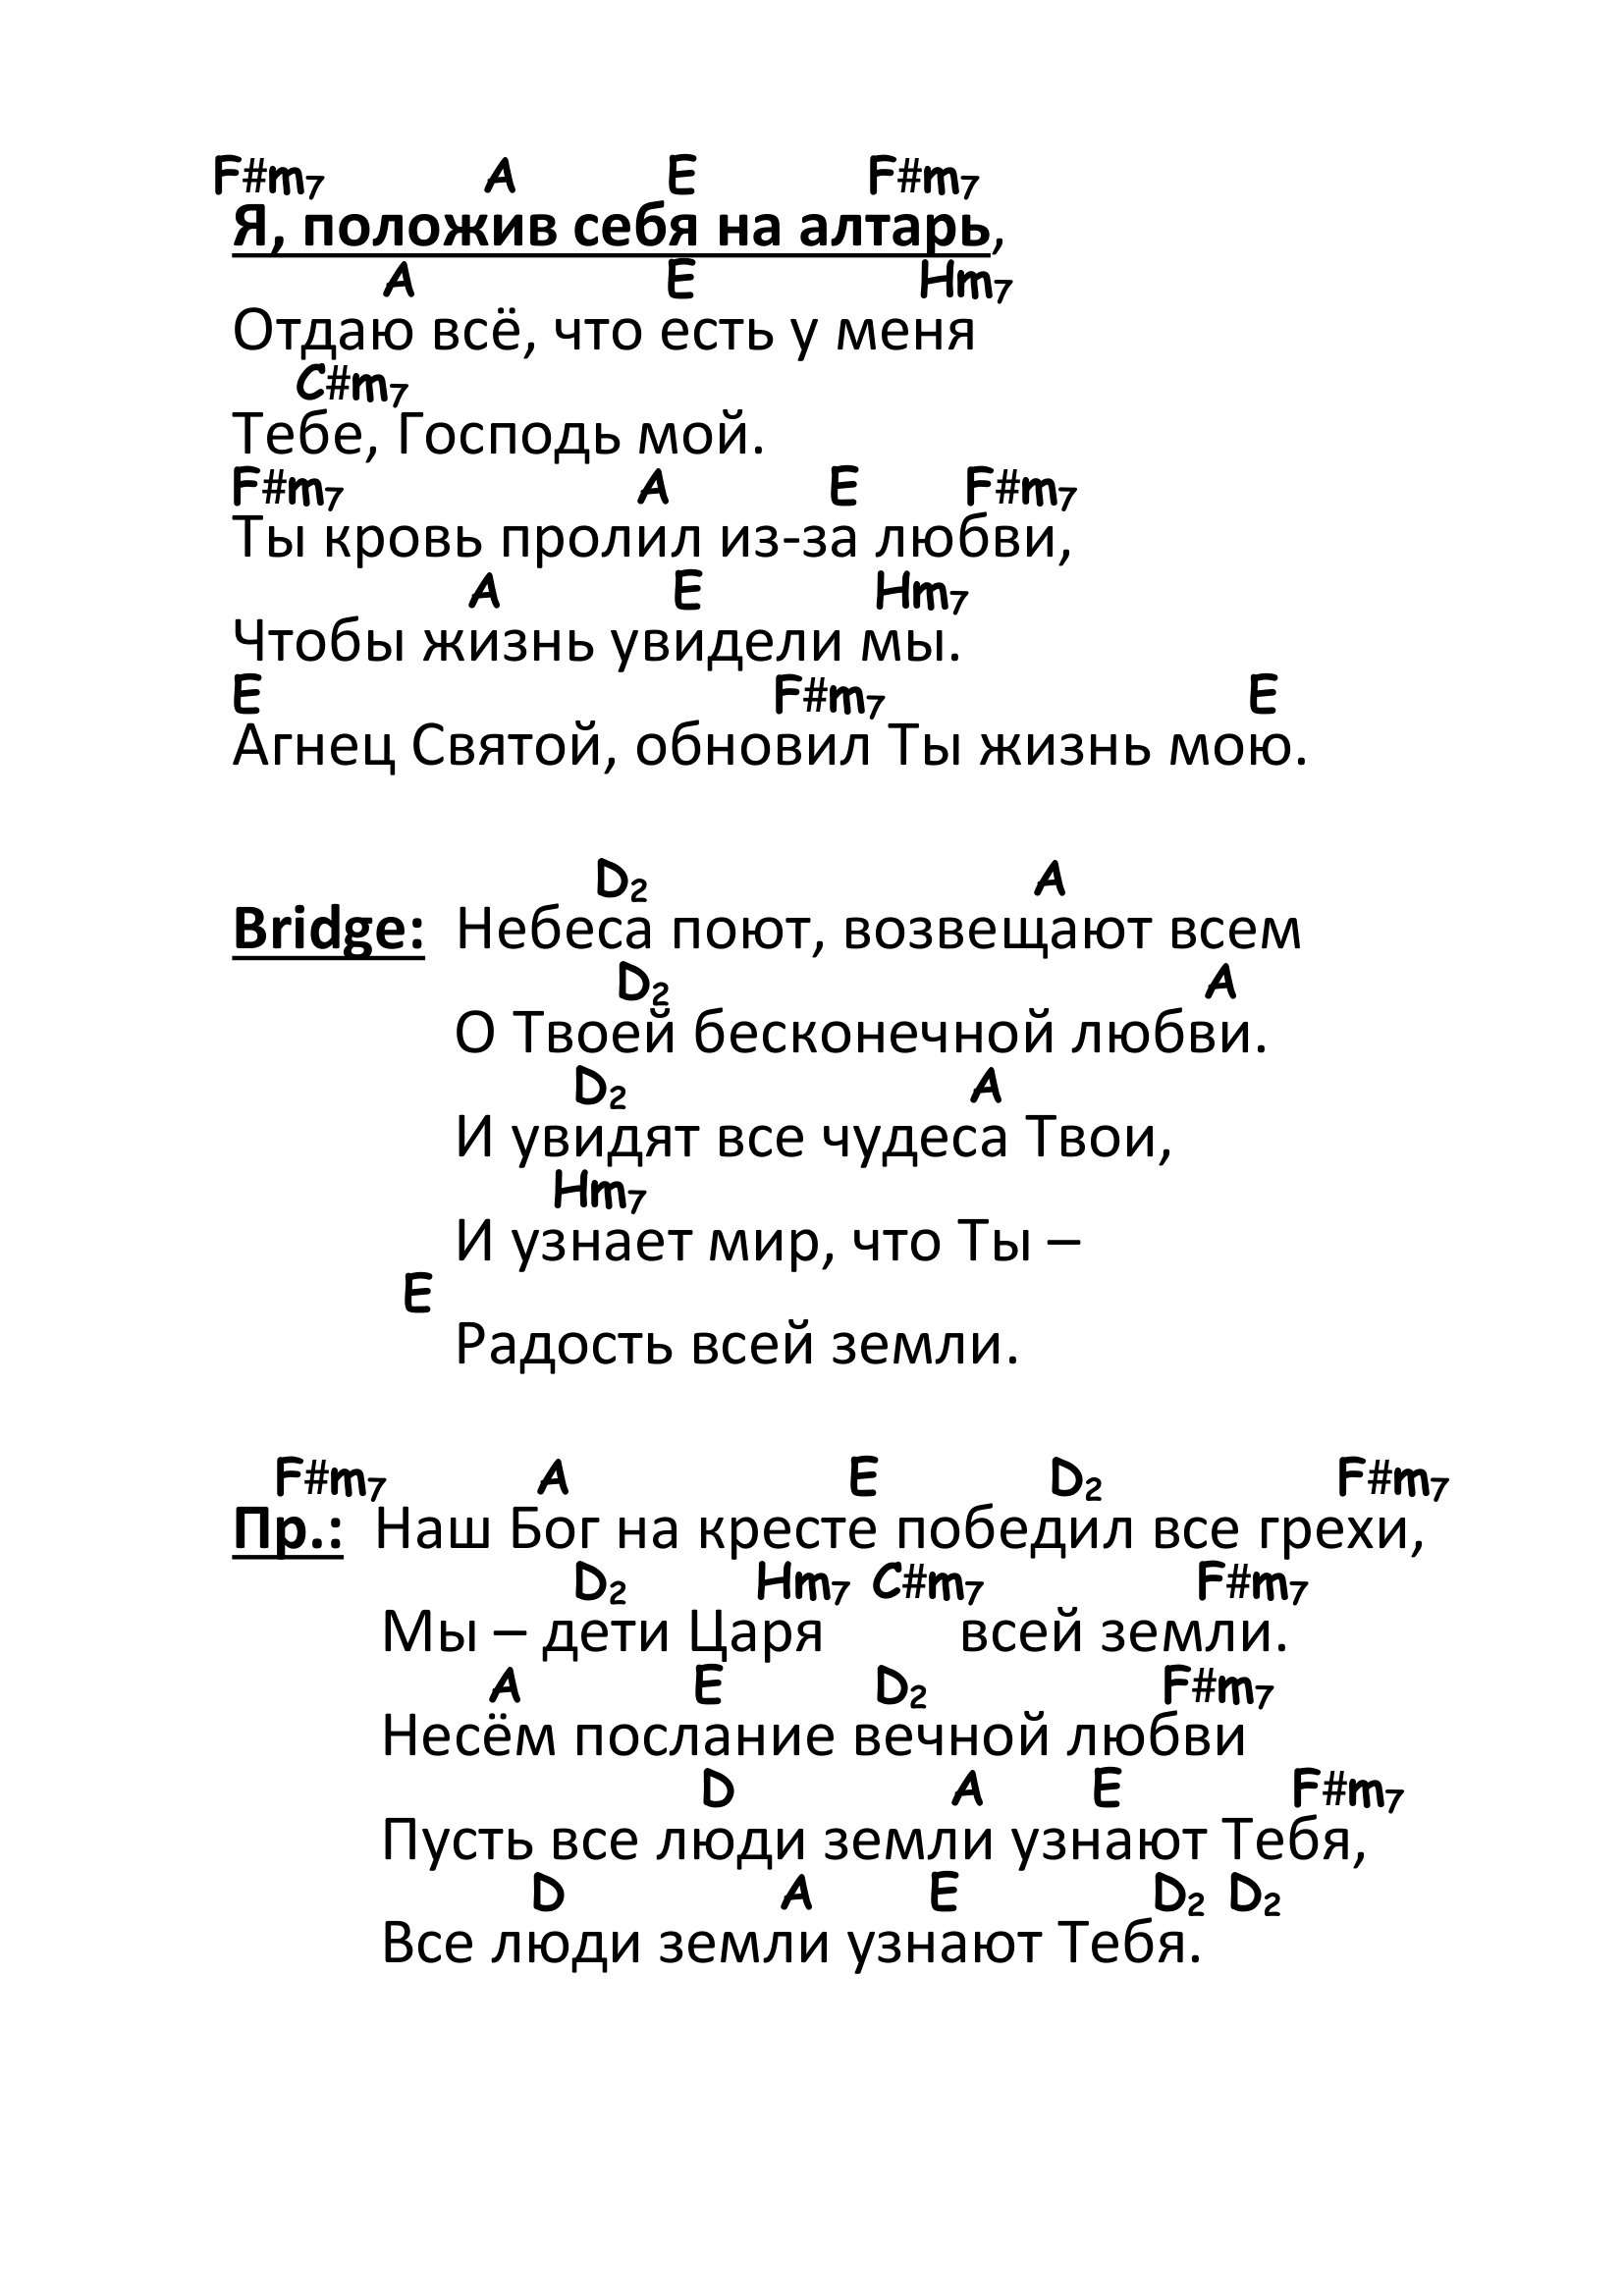 F#m7 A E F#m7
Я, положив себя на алтарь,
A E Hm7
Отдаю всё, что есть у меня
C#m7
Тебе, Господь мой.
F#m7 A E F#m7
Ты кровь пролил из-за любви,
A E Hm7
Чтобы жизнь увидели мы.
E F#m7 E
Агнец Святой, обновил Ты жизнь мою.
D2 A
Bridge: Небеса поют, возвещают всем
D2 A
О Твоей бесконечной любви.
D2 A
И увидят все чудеса Твои,
Hm7
И узнает мир, что Ты –
E
Радость всей земли.
F#m7 A E D2 F#m7
Пр.: Наш Бог на кресте победил все грехи,
D2 Hm7 C#m7 F#m7
Мы – дети Царя всей земли.
A E D2 F#m7
Несём послание вечной любви
D A E F#m7
Пусть все люди земли узнают Тебя,
D A E D2 D2
Все люди земли узнают Тебя.